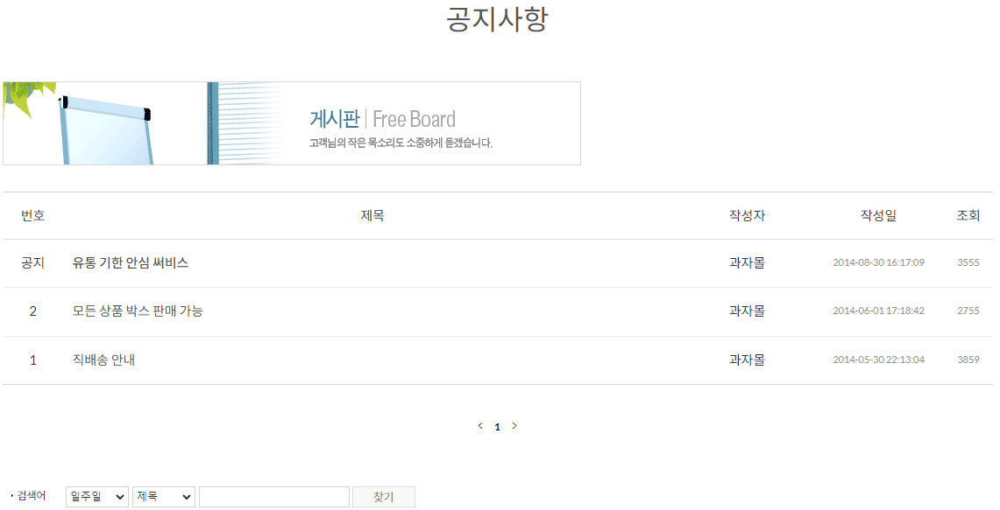 공지사항
게시판 | Free Board
고객님의 작은 목소리도 소중하게 듣겠습니다.
번호 제목 작성자 작성일 조회
공지 유통 기한 안심 써비스 과자몰 2014-08-30 16:17:09 3555
2 모든 상품 박스 판매 가능 과자몰 2014-06-01 17:18:42 2755
1 직배송 안내 과자몰 2014-05-30 22:13:04 3859
< 1 >
검색어 일주일 제목 찾기